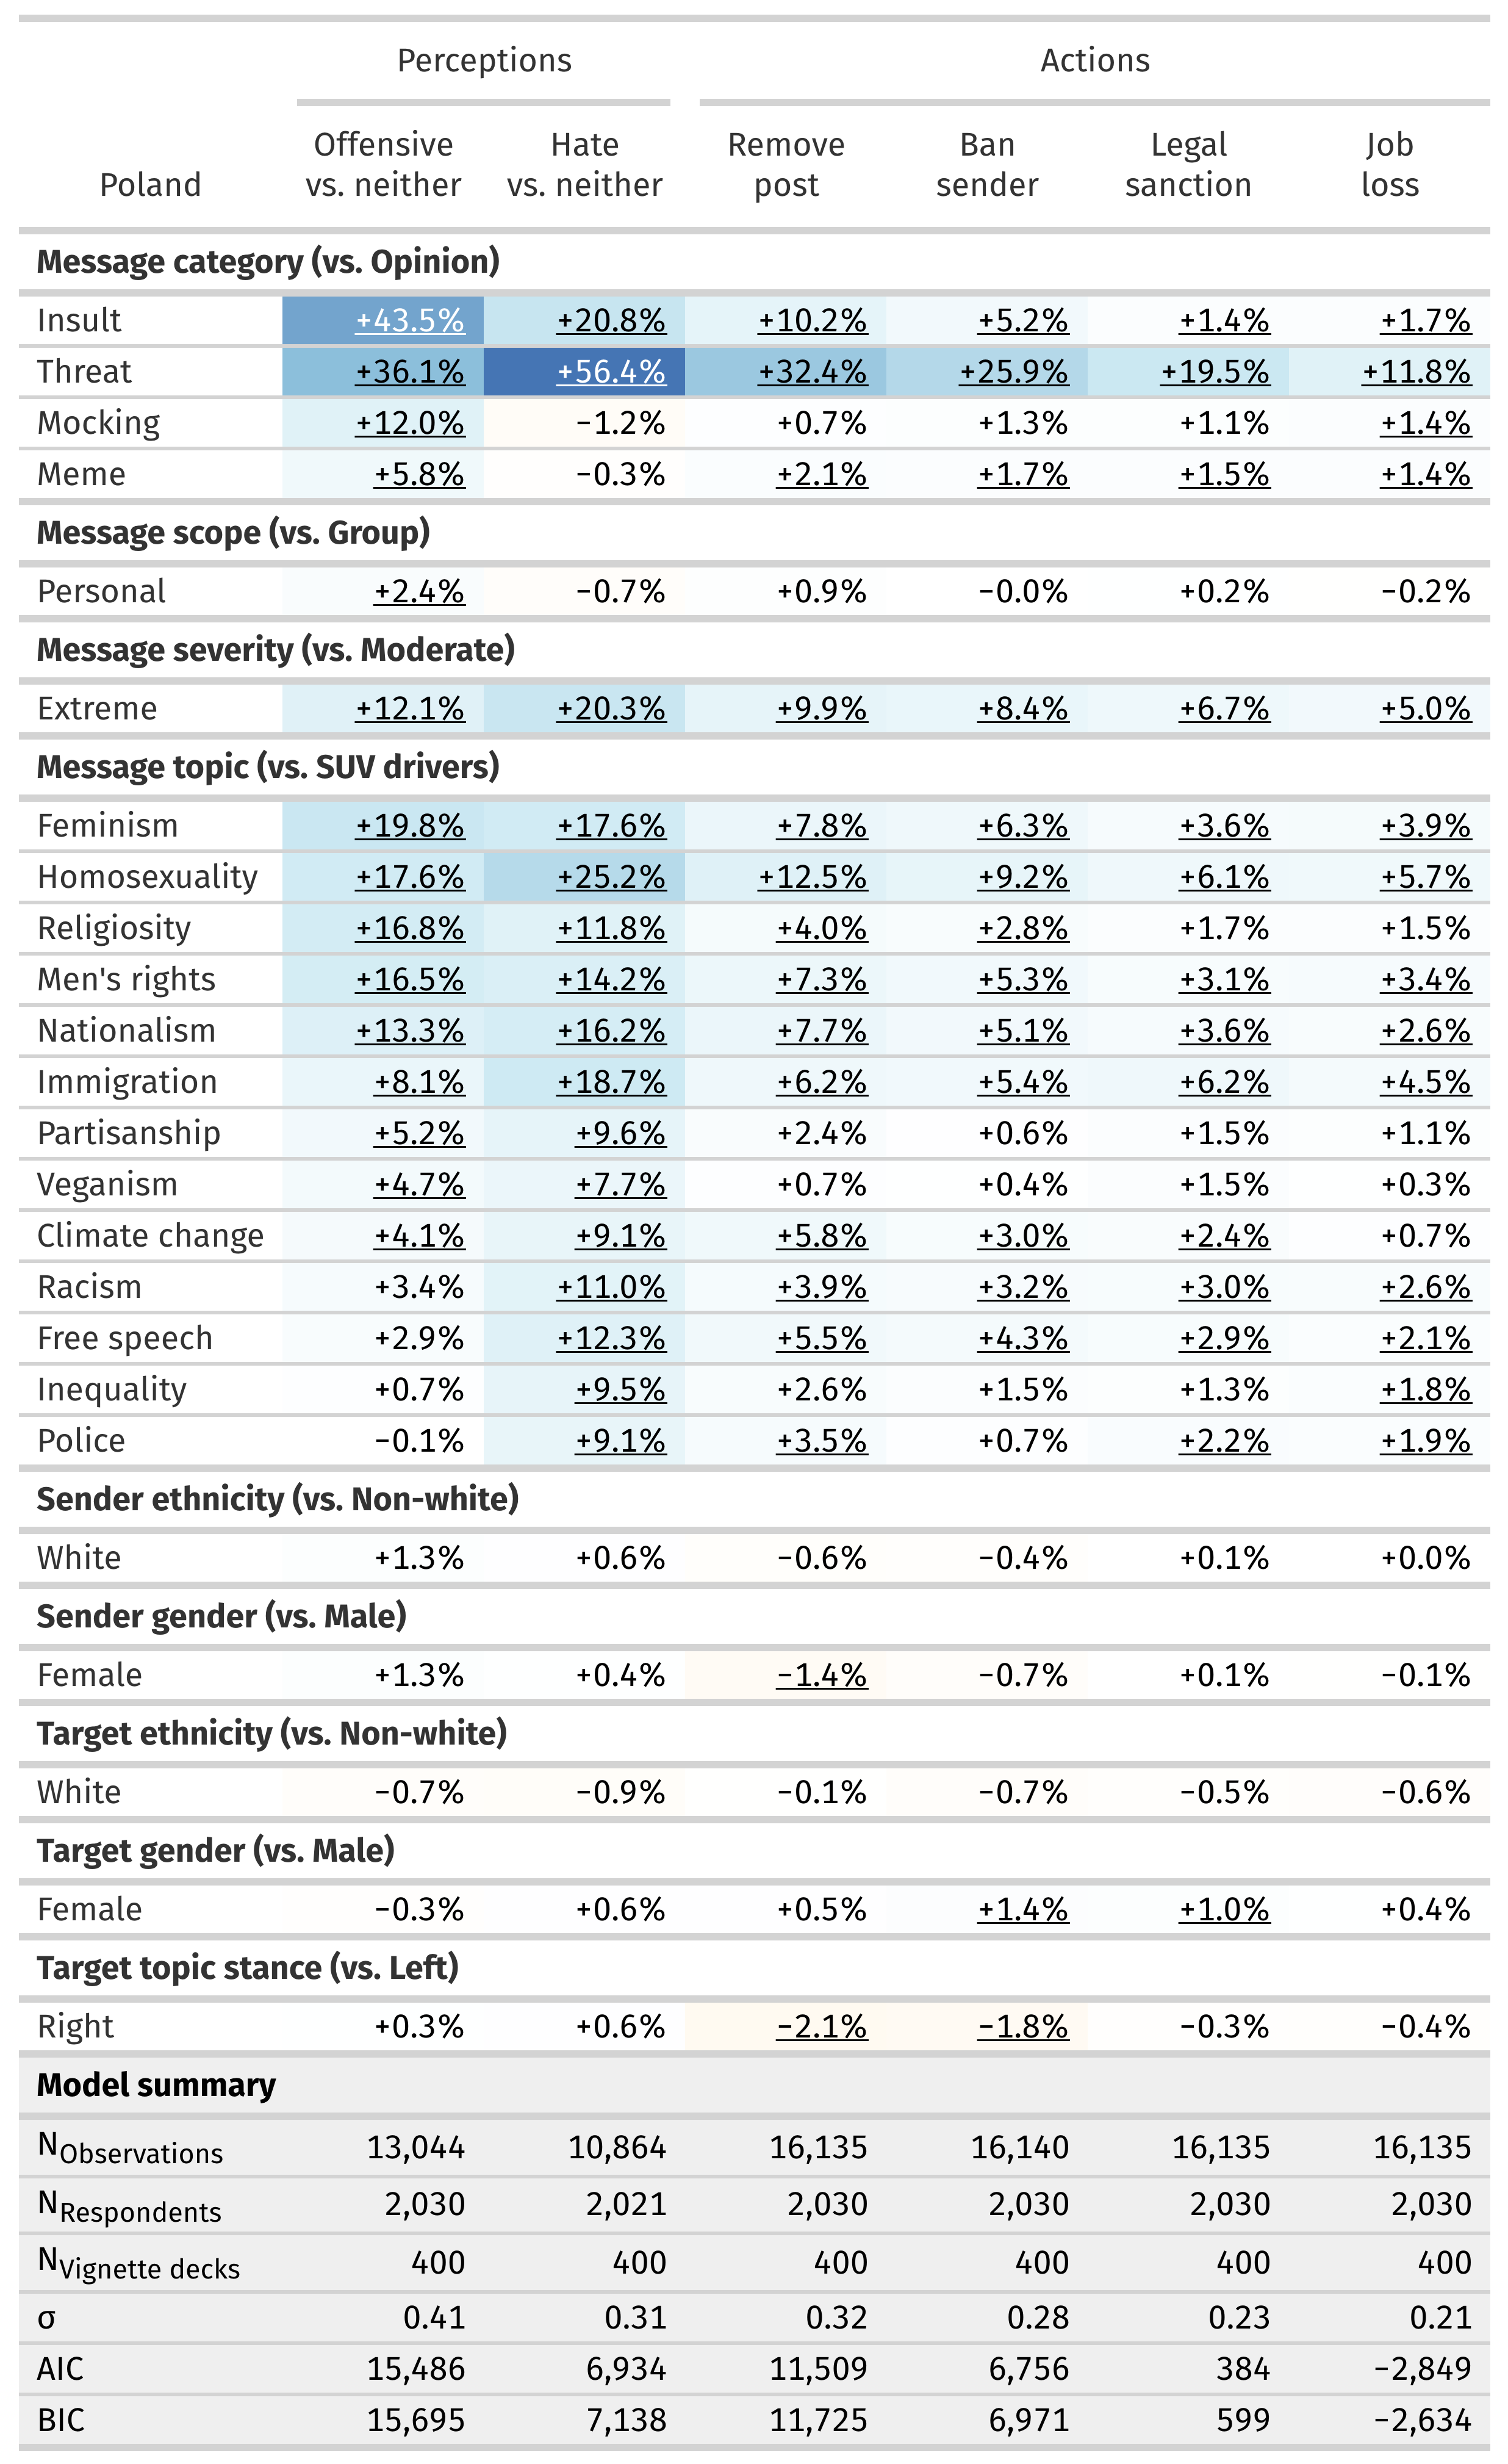 Perceptions Actions
Offensive Hate Remove Ban Legal Job
Poland vs. neither vs. neither post sender sanction loss
Message category (vs. Opinion)
Insult +43.5% +20.8% +10.2% +5.2% +1.4% +1.7%
Threat +36.1% +56.4% +32.4% +25.9% +19.5% +11.8%
Mocking +12.0% −1.2% +0.7% +1.3% +1.1% +1.4%
Meme +5.8% −0.3% +2.1% +1.7% +1.5% +1.4%
Message scope (vs. Group)
Personal +2.4% −0.7% +0.9% −0.0% +0.2% −0.2%
Message severity (vs. Moderate)
Extreme +12.1% +20.3% +9.9% +8.4% +6.7% +5.0%
Message topic (vs. SUV drivers)
Feminism +19.8% +17.6% +7.8% +6.3% +3.6% +3.9%
Homosexuality +17.6% +25.2% +12.5% +9.2% +6.1% +5.7%
Religiosity +16.8% +11.8% +4.0% +2.8% +1.7% +1.5%
Men's rights +16.5% +14.2% +7.3% +5.3% +3.1% +3.4%
Nationalism +13.3% +16.2% +7.7% +5.1% +3.6% +2.6%
Immigration +8.1% +18.7% +6.2% +5.4% +6.2% +4.5%
Partisanship +5.2% +9.6% +2.4% +0.6% +1.5% +1.1%
Veganism +4.7% +7.7% +0.7% +0.4% +1.5% +0.3%
Climate change +4.1% +9.1% +5.8% +3.0% +2.4% +0.7%
Racism +3.4% +11.0% +3.9% +3.2% +3.0% +2.6%
Free speech +2.9% +12.3% +5.5% +4.3% +2.9% +2.1%
Inequality +0.7% +9.5% +2.6% +1.5% +1.3% +1.8%
Police −0.1% +9.1% +3.5% +0.7% +2.2% +1.9%
Sender ethnicity (vs. Non-white)
White +1.3% +0.6% −0.6% −0.4% +0.1% +0.0%
Sender gender (vs. Male)
Female +1.3% +0.4% −1.4% −0.7% +0.1% −0.1%
Target ethnicity (vs. Non-white)
White −0.7% −0.9% −0.1% −0.7% −0.5% −0.6%
Target gender (vs. Male)
Female −0.3% +0.6% +0.5% +1.4% +1.0% +0.4%
Target topic stance (vs. Left)
Right +0.3% +0.6% −2.1% −1.8% −0.3% −0.4%
Model summary
NObservations 13,044 10,864 16,135 16,140 16,135 16,135
NRespondents 2,030 2,021 2,030 2,030 2,030 2,030
NVignette decks 400 400 400 400 400 400
σ 0.41 0.31 0.32 0.28 0.23 0.21
AIC 15,486 6,934 11,509 6,756 384 −2,849
BIC 15,695 7,138 11,725 6,971 599 −2,634